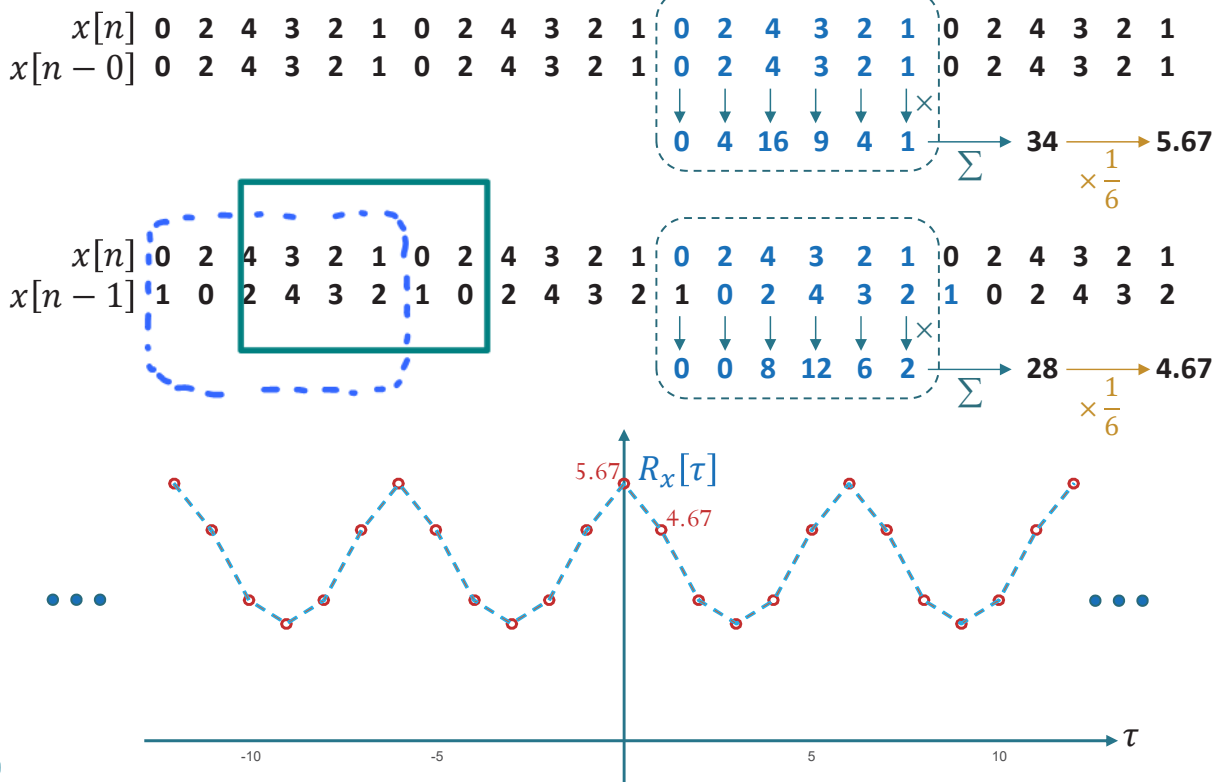 x[n] 0 2 4 3 2 1 0 2 4 3 2 1 0 2 4 3 2 1 0 2 4 3 2 1
x[n − 0] 0 2 4 3 2 1 0 2 4 3 2 1 0 2 4 3 2 1 0 2 4 3 2 1
×
0 4 16 9 4 1 34 5.67
∑ × 1/6
x[n] 0 2 4 3 2 1 0 2 4 3 2 1 0 2 4 3 2 1 0 2 4 3 2 1
x[n − 1] 1 0 2 4 3 2 1 0 2 4 3 2 1 0 2 4 3 2 1 0 2 4 3 2
×
0 0 8 12 6 2 28 4.67
∑ × 1/6
5.67 Rx[τ]
4.67
τ
-10 -5 5 10